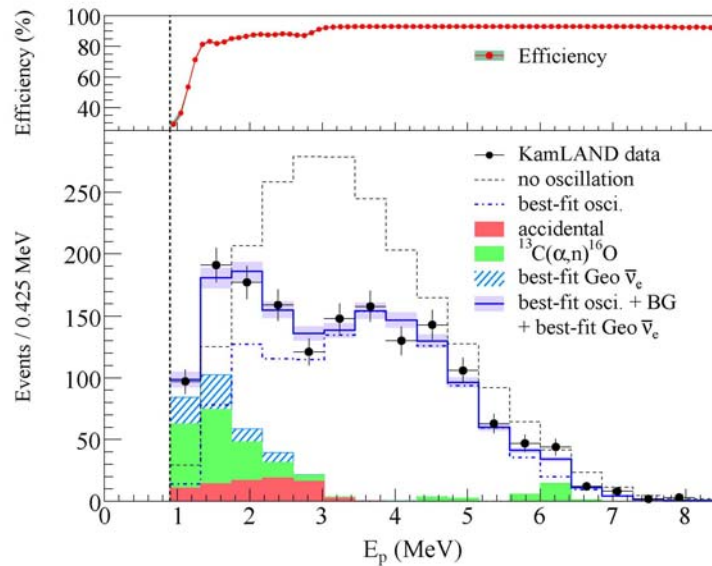 Efficiency (%)
100
80
60
40
Efficiency
KamLAND data
no oscillation
best-fit osci.
accidental
¹³C(α,n)¹⁶O
best-fit Geo ν̅ₑ
best-fit osci. + BG
+ best-fit Geo ν̅ₑ
Events / 0.425 MeV
250
200
150
100
50
0
0 1 2 3 4 5 6 7 8
Eₚ (MeV)